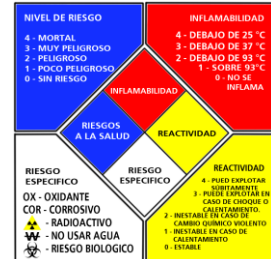 NIVEL DE RIESGO
4 - MORTAL
3 - MUY PELIGROSO
2 - PELIGROSO
1 - POCO PELIGROSO
0 - SIN RIESGO
INFLAMABILIDAD
4 - DEBAJO DE 25 °C
3 - DEBAJO DE 37 °C
2 - DEBAJO DE 93 °C
1 - SOBRE 93°C
0 - NO SE
INFLAMA
INFLAMABILIDAD
RIESGOS
A LA SALUD
REACTIVIDAD
RIESGO
ESPECIFICO
RIESGO
ESPECIFICO
OX - OXIDANTE
COR - CORROSIVO
- RADIOACTIVO
W - NO USAR AGUA
- RIESGO BIOLOGICO
REACTIVIDAD
4 - PUED EXPLOTAR
SÚBITAMENTE
3 - PUEDE EXPLOTAR EN
CASO DE CHOQUE O
CALENTAMIENTO.
2 - INESTABLE EN CASO DE
CAMBIO QUÍMICO VIOLENTO
1 - INESTABLE EN CASO DE
CALENTAMIENTO
0 - ESTABLE